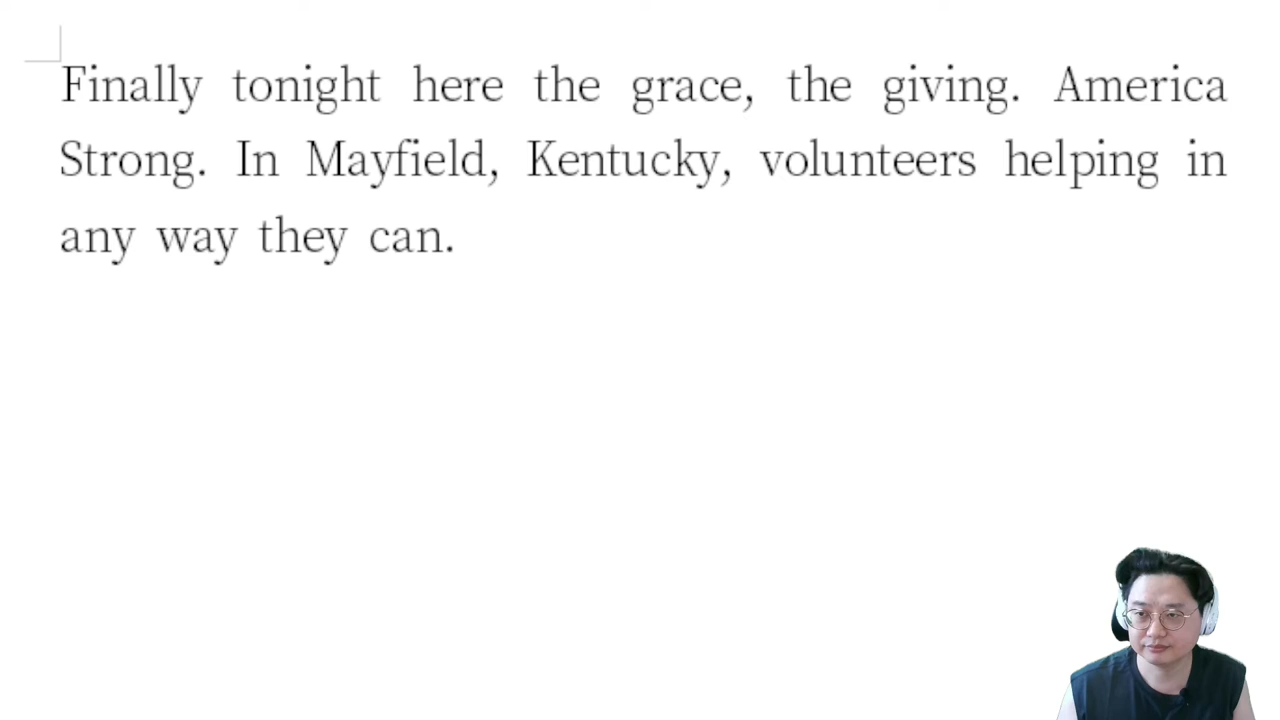 Finally tonight here the grace, the giving. America
Strong. In Mayfield, Kentucky, volunteers helping in
any way they can.